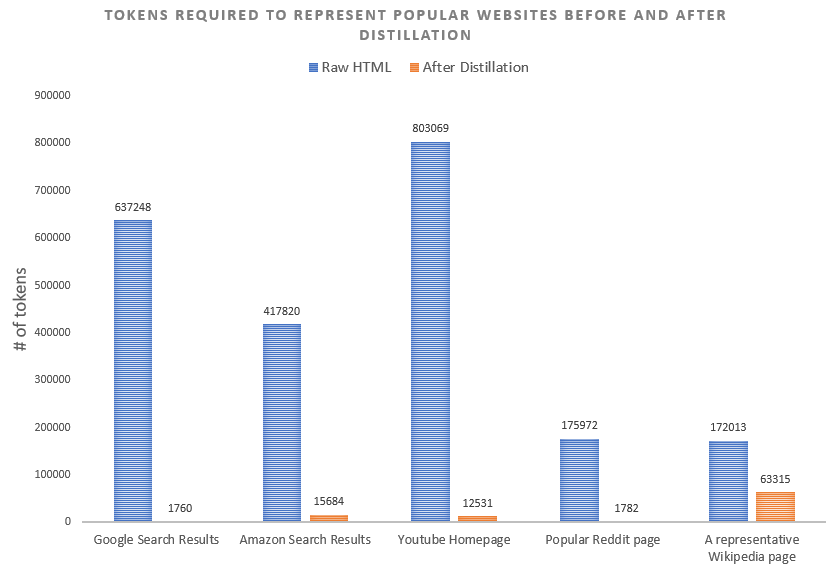 TOKENS REQUIRED TO REPRESENT POPULAR WEBSITES BEFORE AND AFTER
DISTILLATION
Raw HTML After Distillation
# of tokens
900000
800000
700000
600000
500000
400000
300000
200000
100000
0
637248
1760
417820
15684
803069
12531
175972
1782
172013
63315
Google Search Results
Amazon Search Results
Youtube Homepage
Popular Reddit page
A representative
Wikipedia page